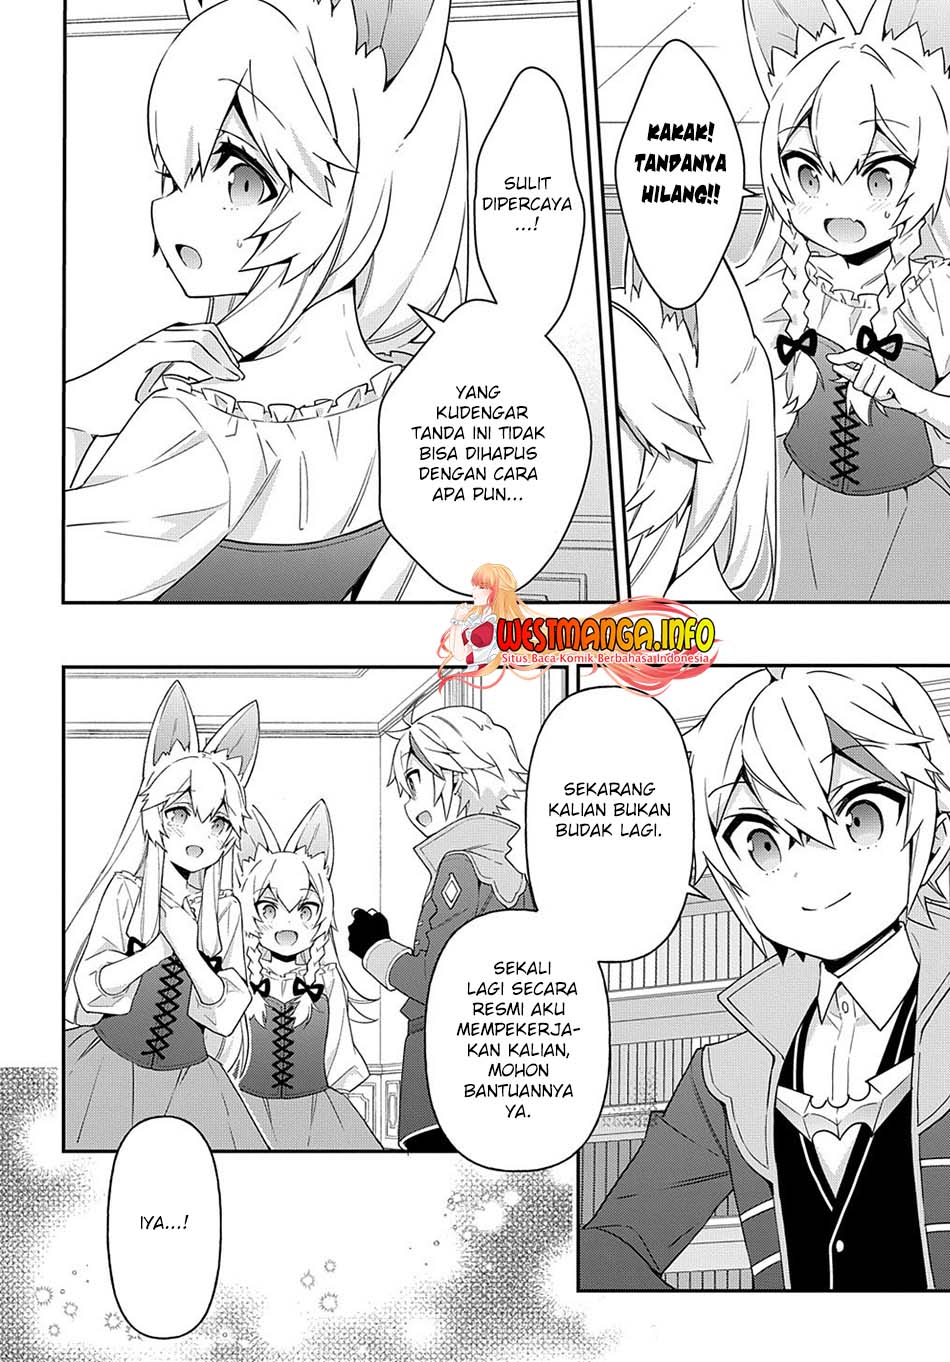 KAKAK!
TANDANYA
HILANG!!
SULIT
DIPERCAYA
...!
YANG
KUDENGAR
TANDA INI TIDAK
BISA DIHAPUS
DENGAN CARA
APA PUN...
WESTMANGA.INFO
Situs Baca Komik Berbahasa Indonesia
SEKARANG
KALIAN BUKAN
BUDAK LAGI.
SEKALI
LAGI SECARA
RESMI AKU
MEMPEKERJA-
KAN KALIAN,
MOHON
BANTUANNYA
YA.
IYA...!